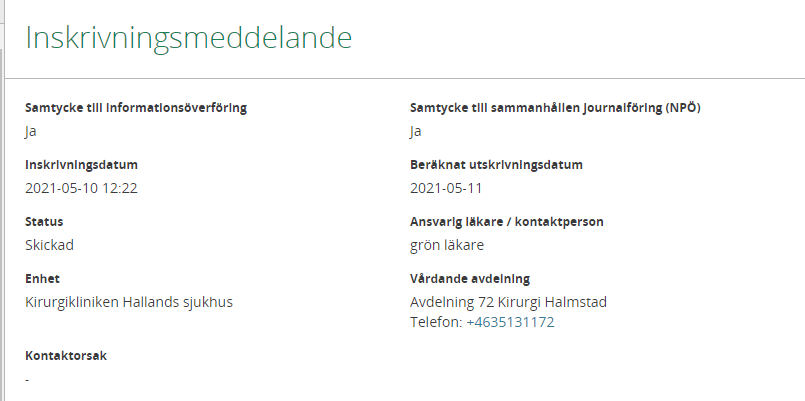 Inskrivningsmeddelande
Samtycke till informationsöverföring
Ja
Samtycke till sammanhållen journalföring (NPÖ)
Ja
Inskrivningsdatum
2021-05-10 12:22
Beräknat utskrivningsdatum
2021-05-11
Status
Skickad
Ansvarig läkare / kontaktperson
grön läkare
Enhet
Kirurgikliniken Hallands sjukhus
Vårdande avdelning
Avdelning 72 Kirurgi Halmstad
Telefon: +4635131172
Kontaktorsak
-